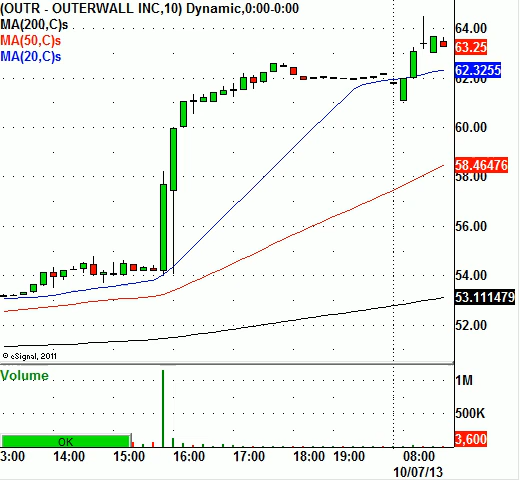 (OUTR - OUTERWALL INC,10) Dynamic,0:00-0:00
MA(200,C)s
MA(50,C)s
MA(20,C)s
64.00
63.25
62.3255
62.00
60.00
58.46476
58.00
56.00
54.00
53.111479
52.00
© eSignal, 2011
Volume
1M
500K
3,600
OK
3:00 14:00 15:00 16:00 17:00 18:00 19:00 08:00
10/07/13